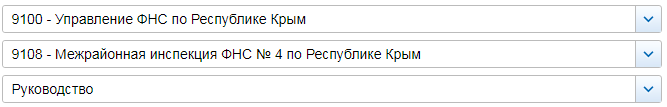 9100 - Управление ФНС по Республике Крым
9108 - Межрайонная инспекция ФНС № 4 по Республике Крым
Руководство